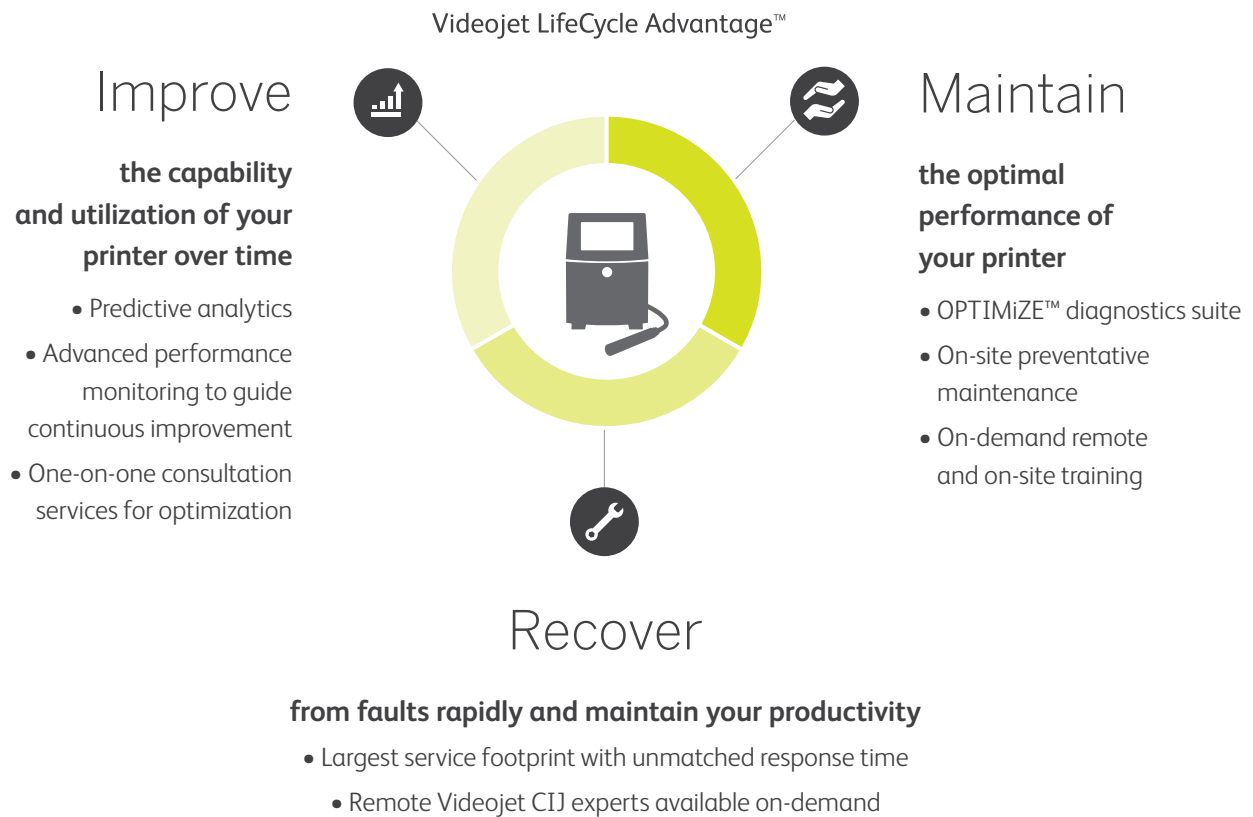 Videojet LifeCycle Advantage™
Improve
the capability
and utilization of your
printer over time
• Predictive analytics
• Advanced performance
monitoring to guide
continuous improvement
• One-on-one consultation
services for optimization
Maintain
the optimal
performance of
your printer
• OPTIMiZE™ diagnostics suite
• On-site preventative
maintenance
• On-demand remote
and on-site training
Recover
from faults rapidly and maintain your productivity
• Largest service footprint with unmatched response time
• Remote Videojet CIJ experts available on-demand